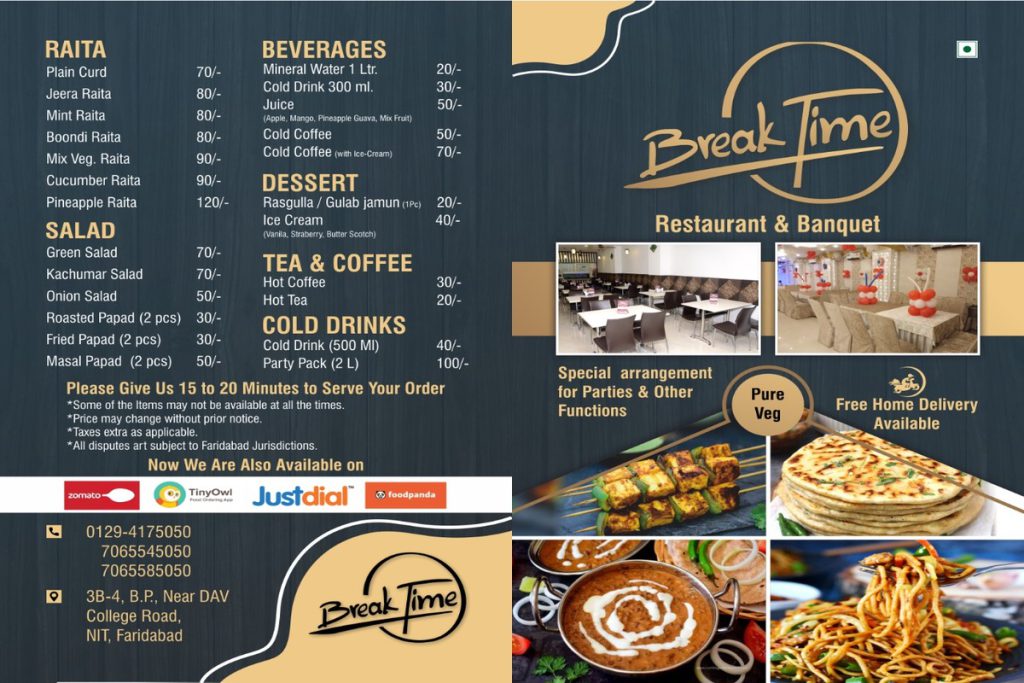 RAITA
Plain Curd 70/-
Jeera Raita 80/-
Mint Raita 80/-
Boondi Raita 80/-
Mix Veg. Raita 90/-
Cucumber Raita 90/-
Pineapple Raita 120/-
SALAD
Green Salad 70/-
Kachumar Salad 70/-
Onion Salad 50/-
Roasted Papad (2 pcs) 30/-
Fried Papad (2 pcs) 30/-
Masal Papad (2 pcs) 50/-
BEVERAGES
Mineral Water 1 Ltr. 20/-
Cold Drink 300 ml. 30/-
Juice 50/-
(Apple, Mango, Pineapple Guava, Mix Fruit)
Cold Coffee 50/-
Cold Coffee (with Ice-Cream) 70/-
DESSERT
Rasgulla / Gulab jamun (1Pc) 20/-
Ice Cream 40/-
(Vanila, Straberry, Butter Scotch)
TEA & COFFEE
Hot Coffee 30/-
Hot Tea 20/-
COLD DRINKS
Cold Drink (500 Ml) 40/-
Party Pack (2 L) 100/-
Please Give Us 15 to 20 Minutes to Serve Your Order
*Some of the Items may not be available at all the times.
*Price may change without prior notice.
*Taxes extra as applicable.
*All disputes art subject to Faridabad Jurisdictions.
Now We Are Also Available on
zomato
TinyOwl
Food Ordering App
Justdial™
foodpanda
0129-4175050
7065545050
7065585050
3B-4, B.P., Near DAV
College Road,
NIT, Faridabad
Break Time
Break Time
Restaurant & Banquet
Special arrangement
for Parties & Other
Functions
Pure
Veg
Free Home Delivery
Available